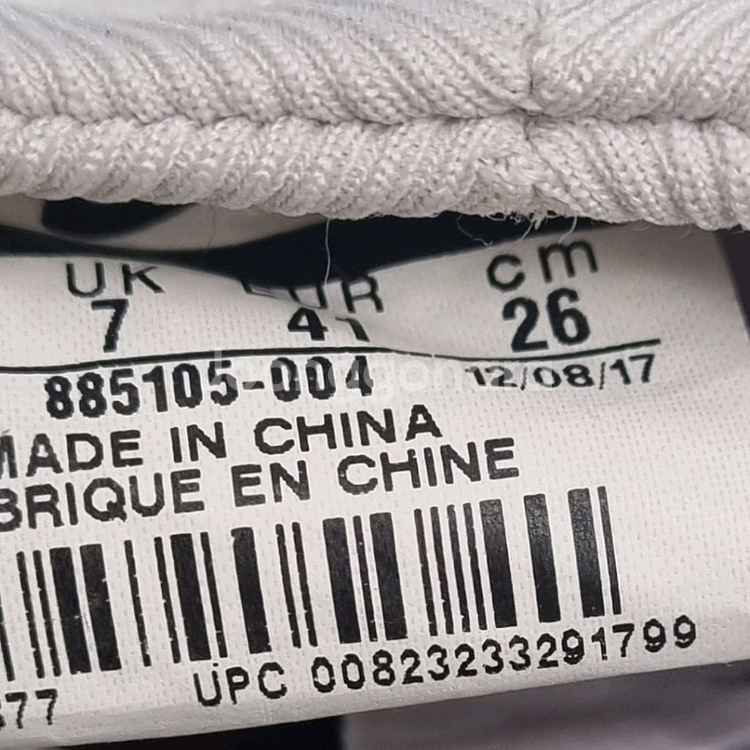 UK EUR cm
7 41 26
885105-004 12/08/17
MADE IN CHINA
BRIQUE EN CHINE
UPC 00823233291799
77